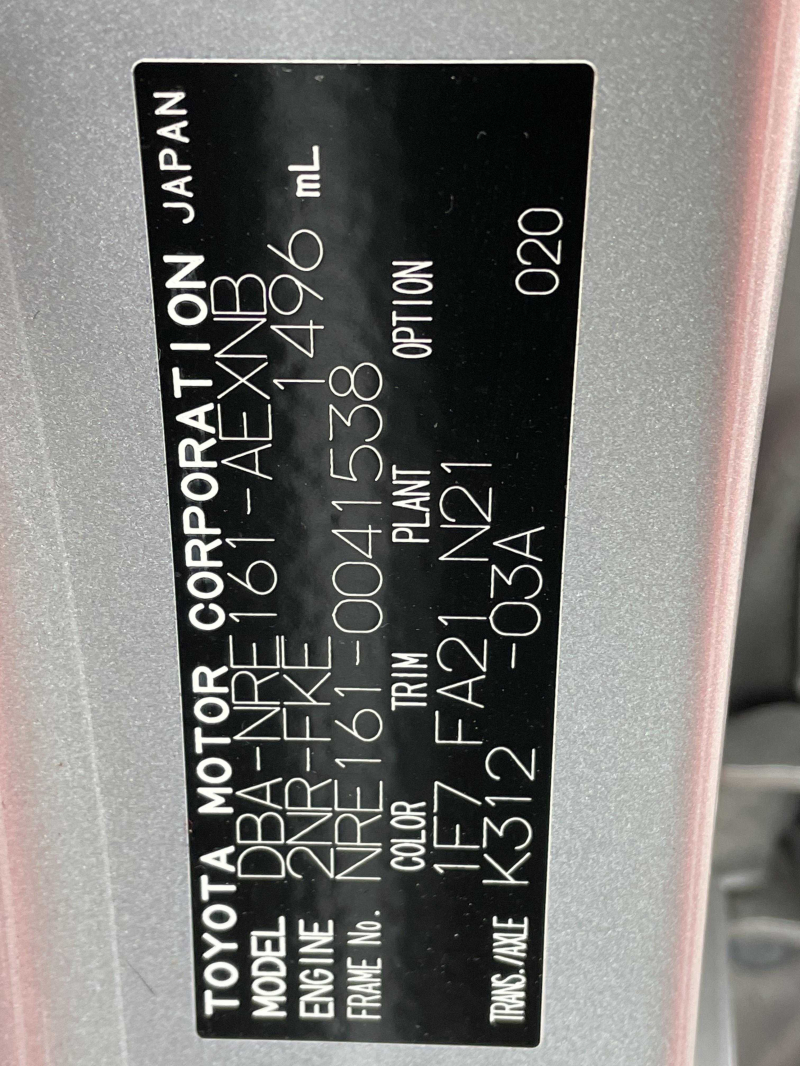 TOYOTA MOTOR CORPORATION JAPAN
MODEL DBA-NRE161-AEXNB
ENGINE 2NR-FKE 1496 mL
FRAME No. NRE161-0041538
COLOR TRIM PLANT OPTION
1F7 FA21 N21
TRANS./AXLE K312 -03A 020